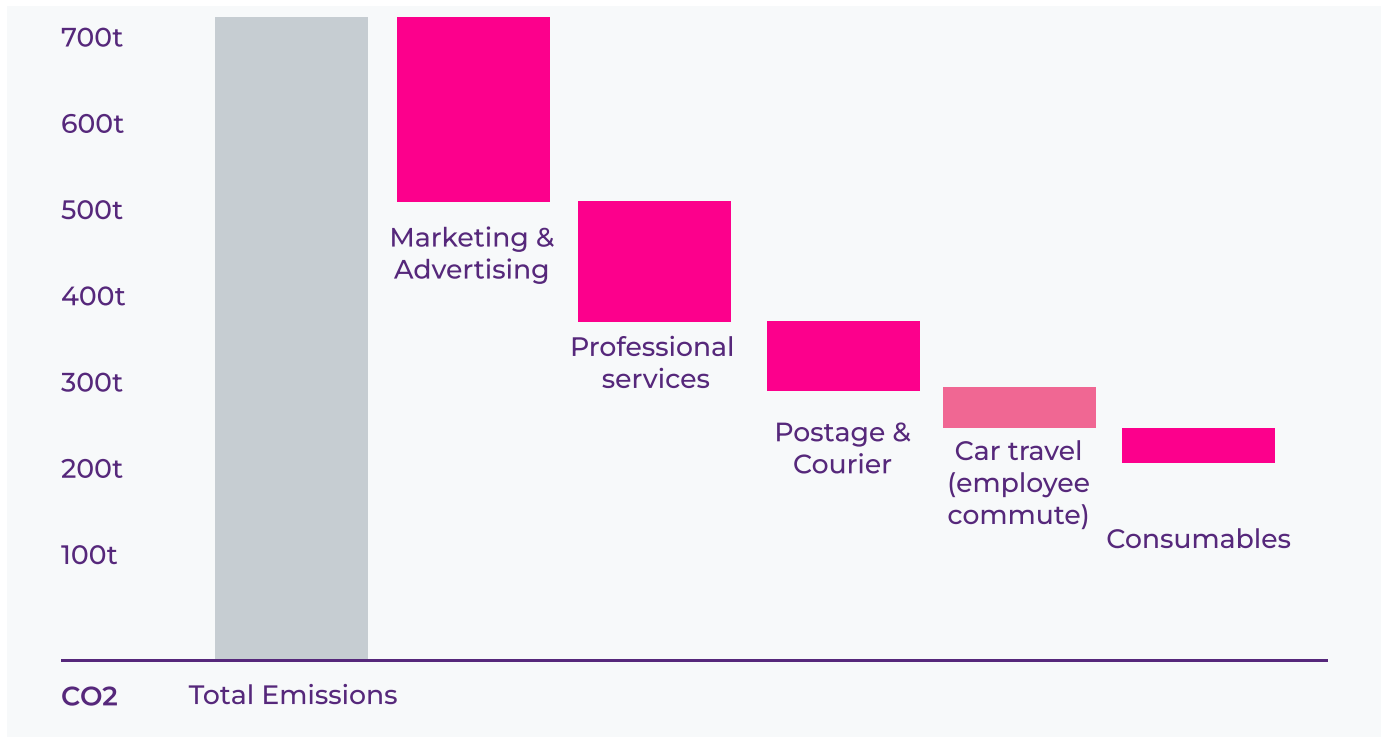 700t
600t
500t
Marketing &
Advertising
400t
Professional
services
300t
Postage &
Courier
Car travel
(employee
commute)
200t
Consumables
100t
CO2
Total Emissions